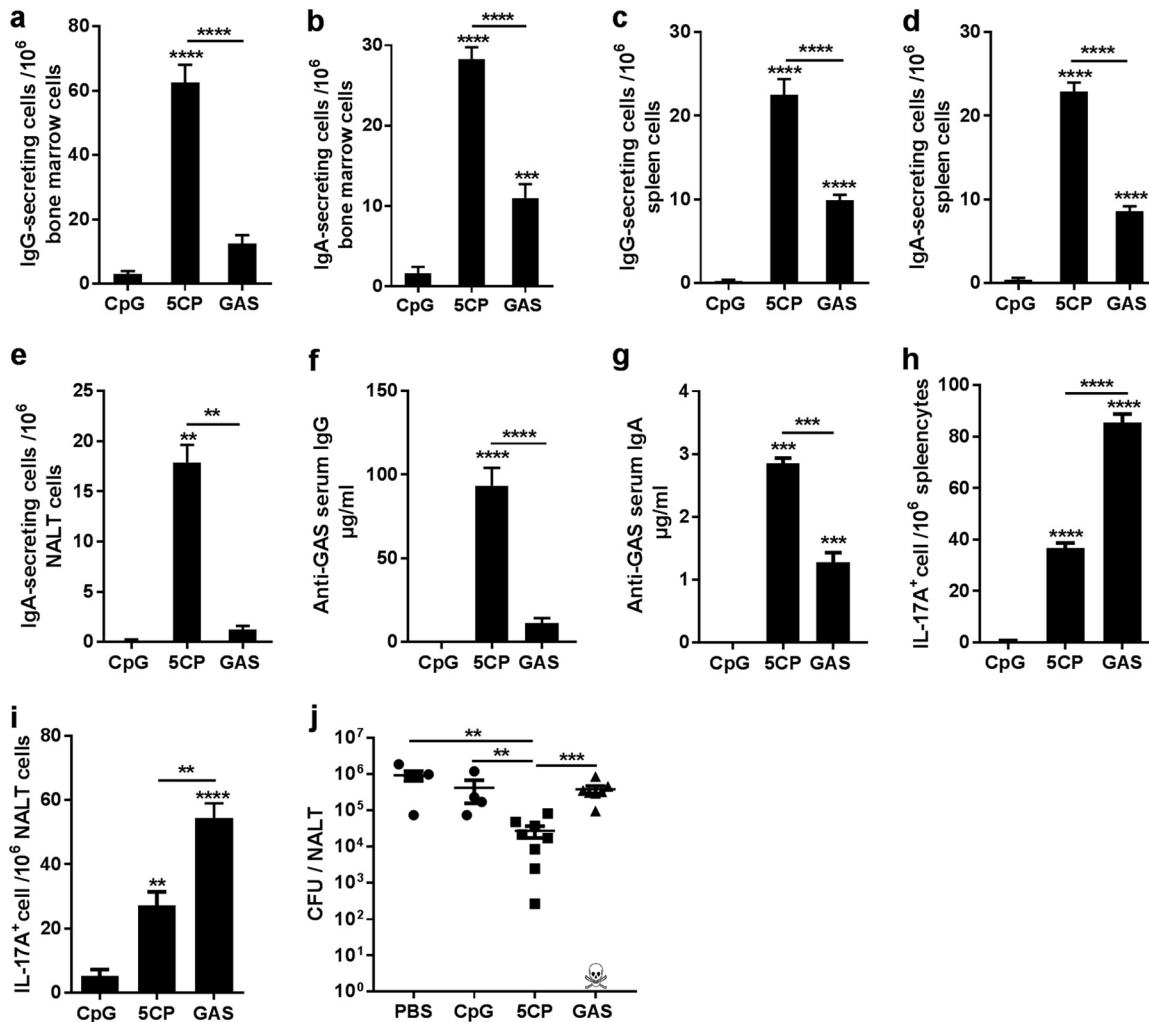 a
IgG-secreting cells /10⁶
bone marrow cells
80
60
40
20
0
****
****
CpG 5CP GAS
b
IgA-secreting cells /10⁶
bone marrow cells
30
20
10
0
****
****
***
CpG 5CP GAS
c
IgG-secreting cells /10⁶
spleen cells
30
20
10
0
****
****
****
CpG 5CP GAS
d
IgA-secreting cells /10⁶
spleen cells
30
20
10
0
****
****
****
CpG 5CP GAS
e
IgA-secreting cells /10⁶
NALT cells
25
20
15
10
5
0
**
**
CpG 5CP GAS
f
Anti-GAS serum IgG
µg/ml
150
100
50
0
****
****
CpG 5CP GAS
g
Anti-GAS serum IgA
µg/ml
4
3
2
1
0
***
***
***
CpG 5CP GAS
h
IL-17A⁺ cell /10⁶ spleencytes
100
80
60
40
20
0
****
****
****
CpG 5CP GAS
i
IL-17A⁺ cell /10⁶ NALT cells
80
60
40
20
0
**
**
****
CpG 5CP GAS
j
CFU / NALT
10⁷
10⁶
10⁵
10⁴
10³
10²
10¹
10⁰
**
**
***
PBS CpG 5CP GAS